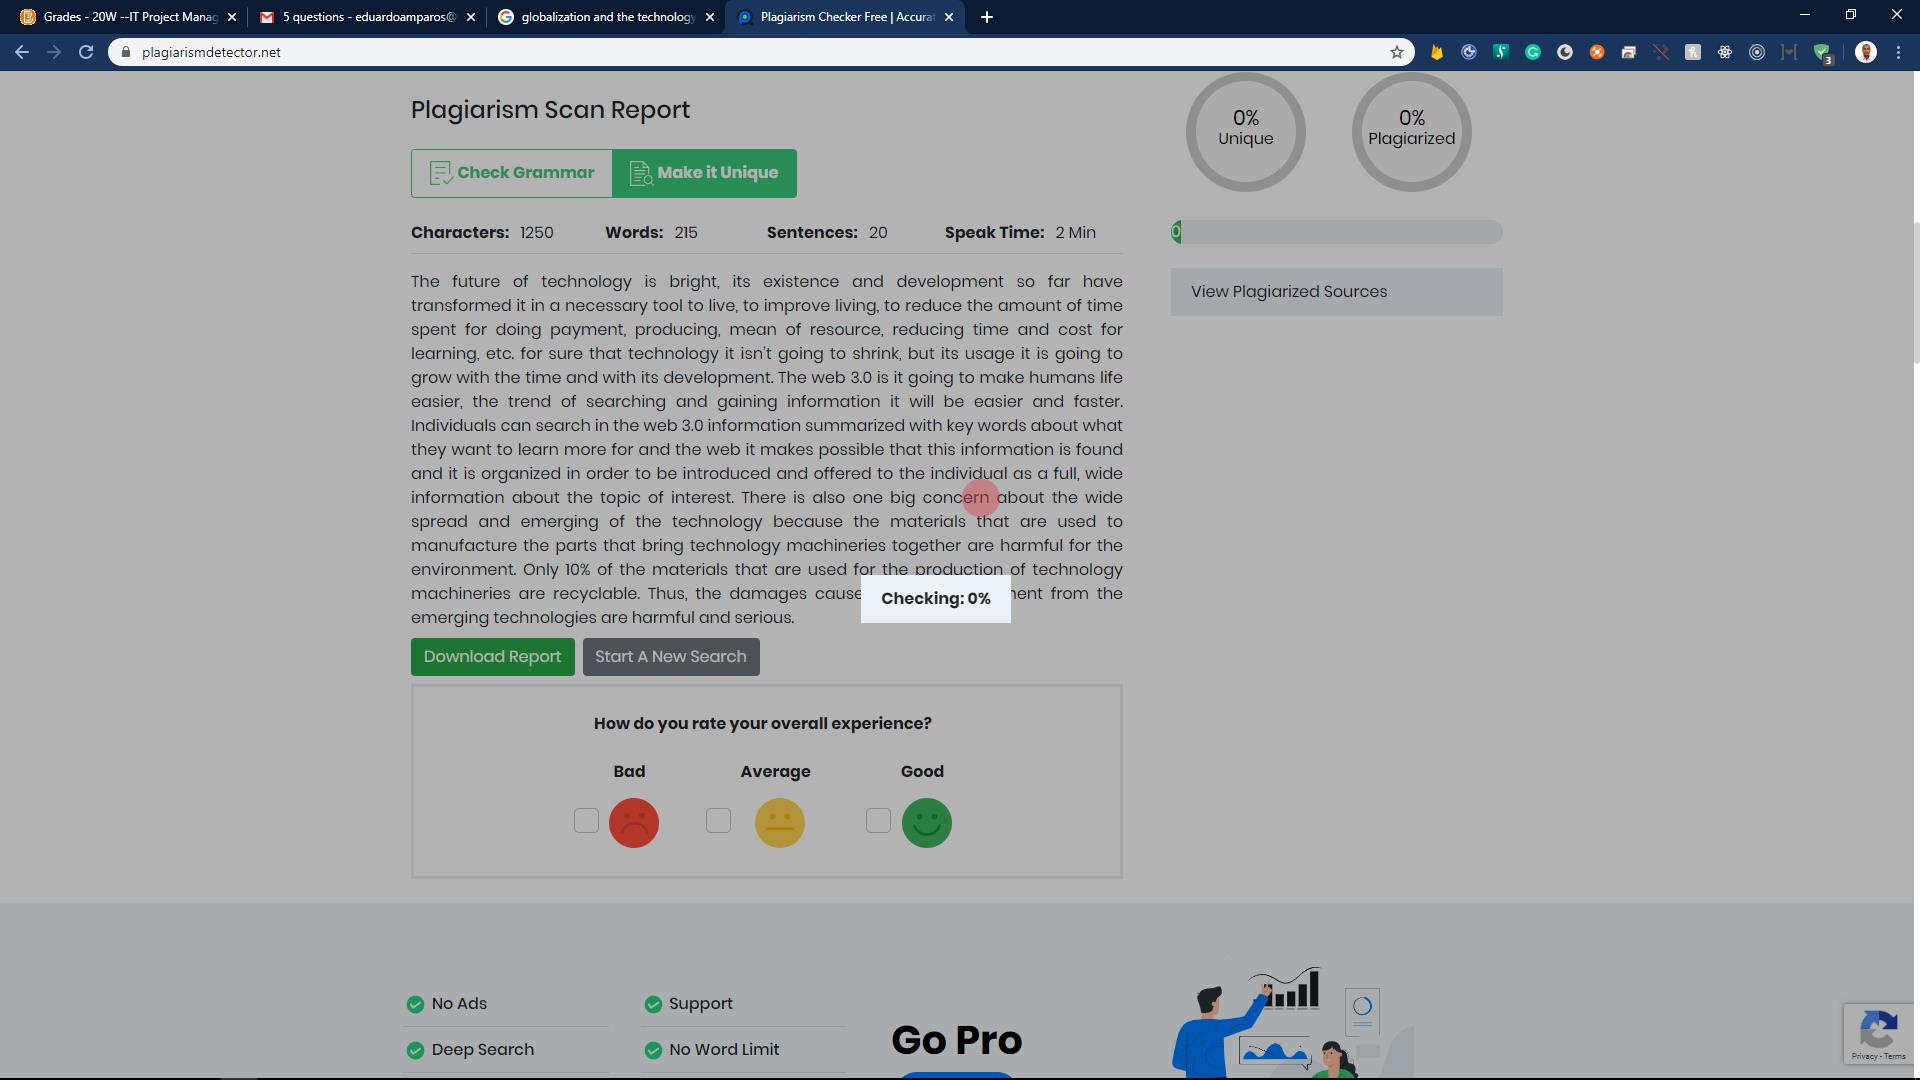 Grades - 20W --IT Project Manag
5 questions - eduardoamparos@
globalization and the technology
Plagiarism Checker Free | Accurat
plagiarismdetector.net
3
Plagiarism Scan Report
0%
Unique
0%
Plagiarized
Check Grammar
Make it Unique
Characters: 1250 Words: 215 Sentences: 20 Speak Time: 2 Min
0
View Plagiarized Sources
The future of technology is bright, its existence and development so far have
transformed it in a necessary tool to live, to improve living, to reduce the amount of time
spent for doing payment, producing, mean of resource, reducing time and cost for
learning, etc. for sure that technology it isn't going to shrink, but its usage it is going to
grow with the time and with its development. The web 3.0 is it going to make humans life
easier, the trend of searching and gaining information it will be easier and faster.
Individuals can search in the web 3.0 information summarized with key words about what
they want to learn more for and the web it makes possible that this information is found
and it is organized in order to be introduced and offered to the individual as a full, wide
information about the topic of interest. There is also one big concern about the wide
spread and emerging of the technology because the materials that are used to
manufacture the parts that bring technology machineries together are harmful for the
environment. Only 10% of the materials that are used for the production of technology
machineries are recyclable. Thus, the damages cause ent from the
emerging technologies are harmful and serious.
Checking: 0%
Download Report
Start A New Search
How do you rate your overall experience?
Bad
Average
Good
No Ads
Support
Deep Search
No Word Limit
Go Pro
Privacy - Terms